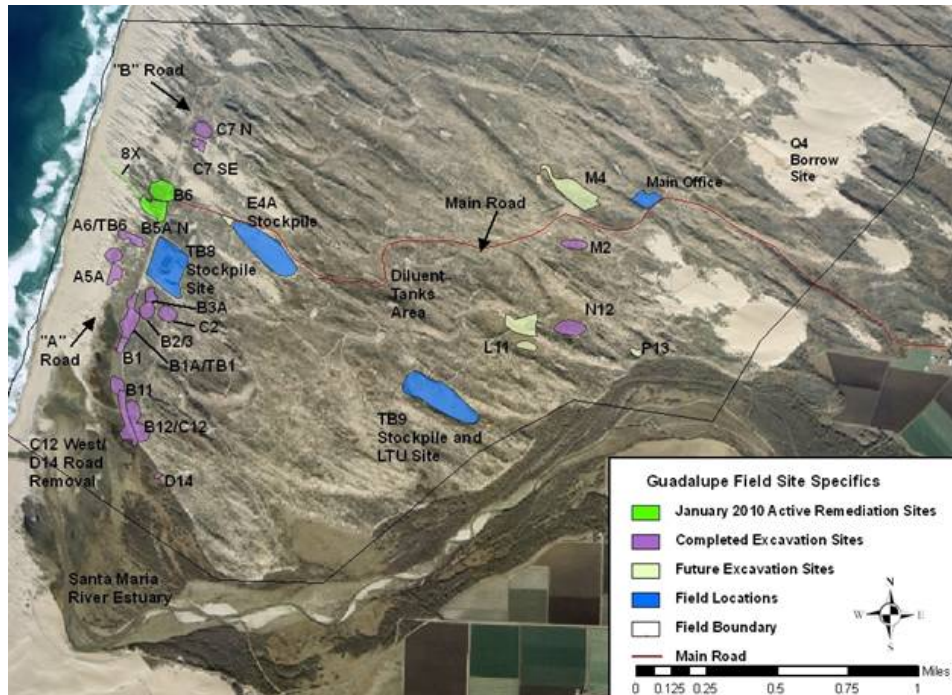 "B" Road
C7 N
C7 SE
8X
B6
B5A N
A6/TB6
E4A
Stockpile
Main Road
M4
Main Office
Q4
Borrow
Site
A5A
TB8
Stockpile
Site
M2
Diluent
Tanks
Area
B3A
C2
B2/3
B1A/TB1
B1
"A"
Road
N12
L11
P13
B11
B12/C12
TB9
Stockpile and
LTU Site
C12 West/
D14 Road
Removal
D14
Santa Maria
River Estuary
Guadalupe Field Site Specifics
January 2010 Active Remediation Sites
Completed Excavation Sites
Future Excavation Sites
Field Locations
Field Boundary
Main Road
N
W
E
S
Miles
0 0.125 0.25 0.5 0.75 1